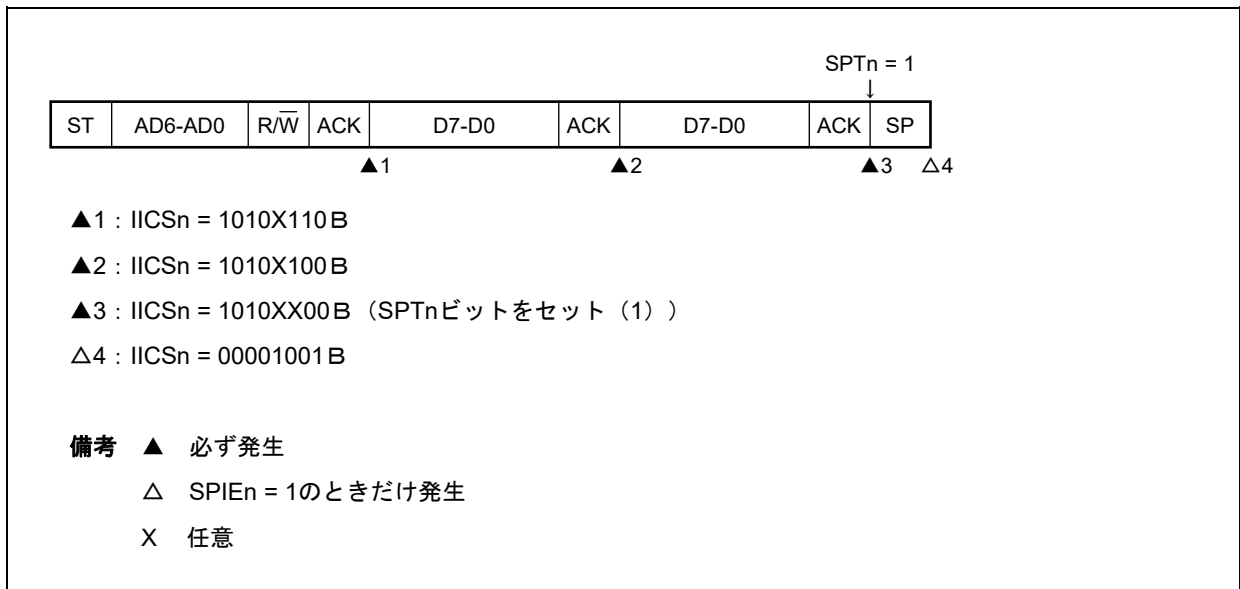 SPTn = 1
↓
ST AD6-AD0 R/W̅ ACK D7-D0 ACK D7-D0 ACK SP
▲1 ▲2 ▲3 △4
▲1：IICSn = 1010X110B
▲2：IICSn = 1010X100B
▲3：IICSn = 1010XX00B（SPTnビットをセット（1））
△4：IICSn = 00001001B
備考 ▲ 必ず発生
△ SPIEn = 1のときだけ発生
X 任意